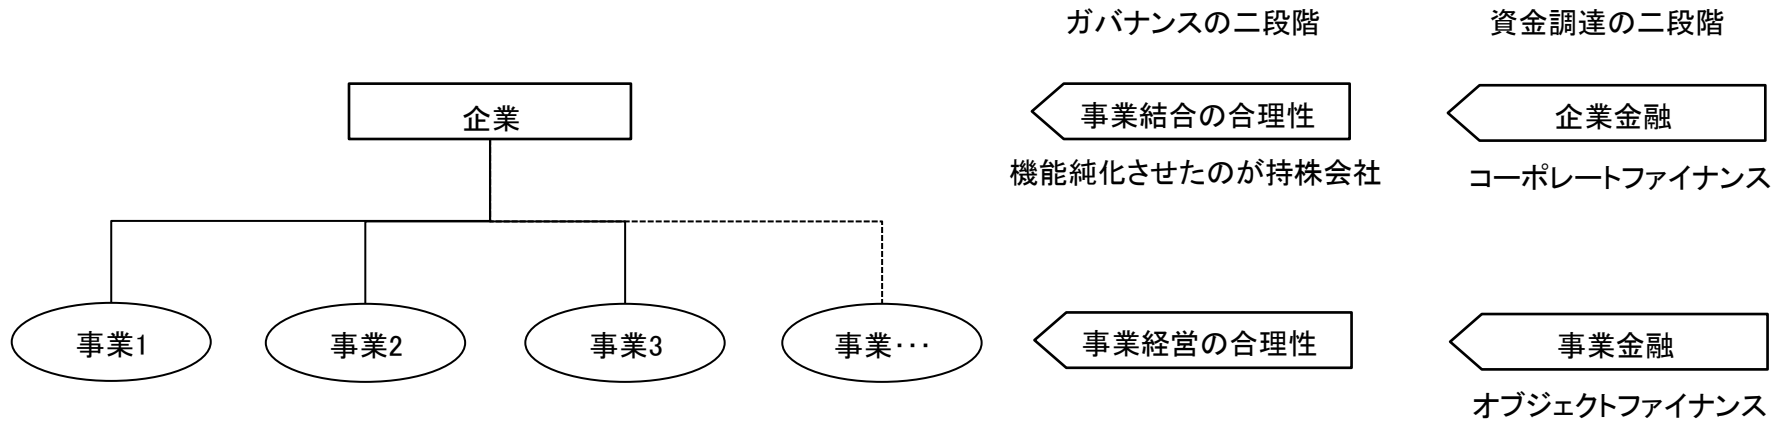 ガバナンスの二段階
資金調達の二段階
企業
事業結合の合理性
企業金融
機能純化させたのが持株会社
コーポレートファイナンス
事業1
事業2
事業3
事業･･･
事業経営の合理性
事業金融
オブジェクトファイナンス